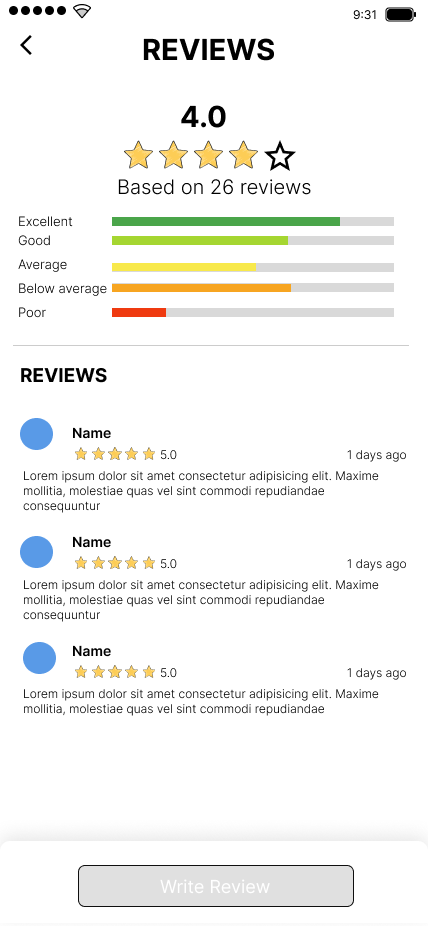 9:31
REVIEWS
4.0
Based on 26 reviews
Excellent
Good
Average
Below average
Poor
REVIEWS
Name
5.0 1 days ago
Lorem ipsum dolor sit amet consectetur adipisicing elit. Maxime
mollitia, molestiae quas vel sint commodi repudiandae
consequuntur
Name
5.0 1 days ago
Lorem ipsum dolor sit amet consectetur adipisicing elit. Maxime
mollitia, molestiae quas vel sint commodi repudiandae
consequuntur
Name
5.0 1 days ago
Lorem ipsum dolor sit amet consectetur adipisicing elit. Maxime
mollitia, molestiae quas vel sint commodi repudiandae
Write Review